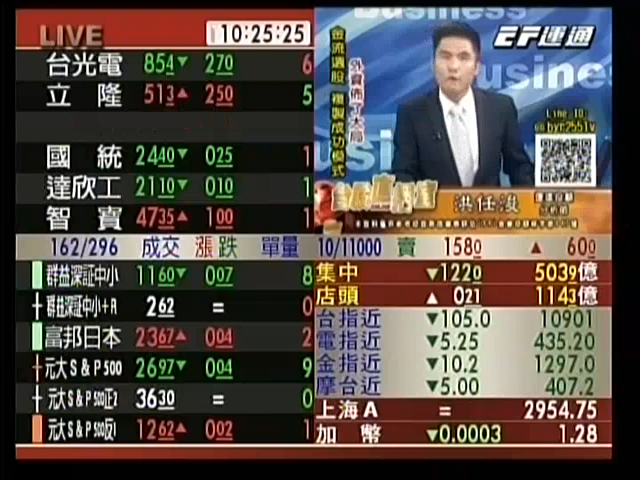 LIVE 10:25:25
台光電 854▼ 270 6
立隆 513▲ 250 5
國統 2440▼ 025 1
達欣工 2110▼ 010 1
智寶 4735▲ 100 1
162/296 成交 漲跌 單量
群益深証中小 1160▼ 007 8
群益深証中小+R 262 = 0
富邦日本 2367▲ 004 2
元大S&P500 2697▼ 004 9
元大S&P500正2 3630 = 0
元大S&P500反1 1262▲ 002 1
EF運通
Business
金流選股 複製成功模式
外資佈了大局
Line ID
洪任浚
10/11000 賣 1580 ▲ 600
集中 ▼1220 5039億
店頭 ▲ 021 1143億
台指近 ▼105.0 10901
電指近 ▼5.25 435.20
金指近 ▼10.2 1297.0
摩台近 ▼5.00 407.2
上海A = 2954.75
加幣 ▼0.0003 1.28